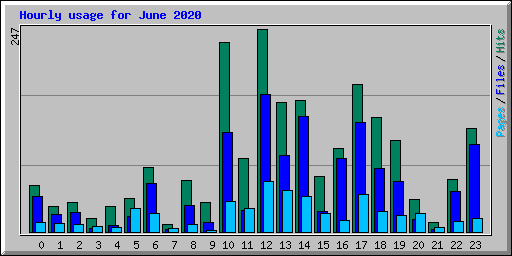 Hourly usage for June 2020
247
Pages / Files / Hits
0 1 2 3 4 5 6 7 8 9 10 11 12 13 14 15 16 17 18 19 20 21 22 23